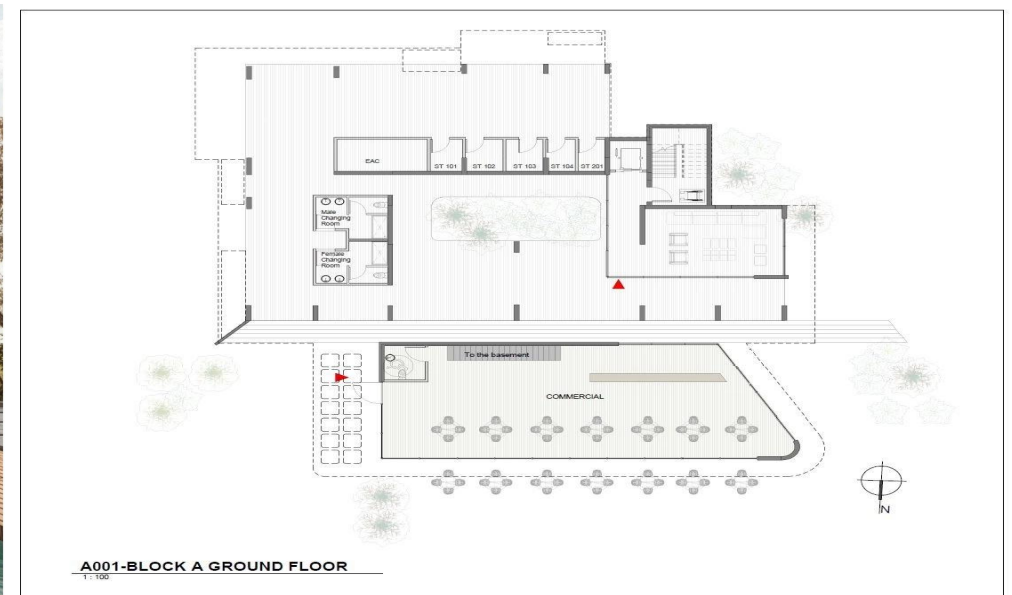 EAC
ST 101
ST 102
ST 103
ST 104
ST 201
Male
Changing
Room
Female
Changing
Room
To the basement
COMMERCIAL
N
A001-BLOCK A GROUND FLOOR
1 : 100